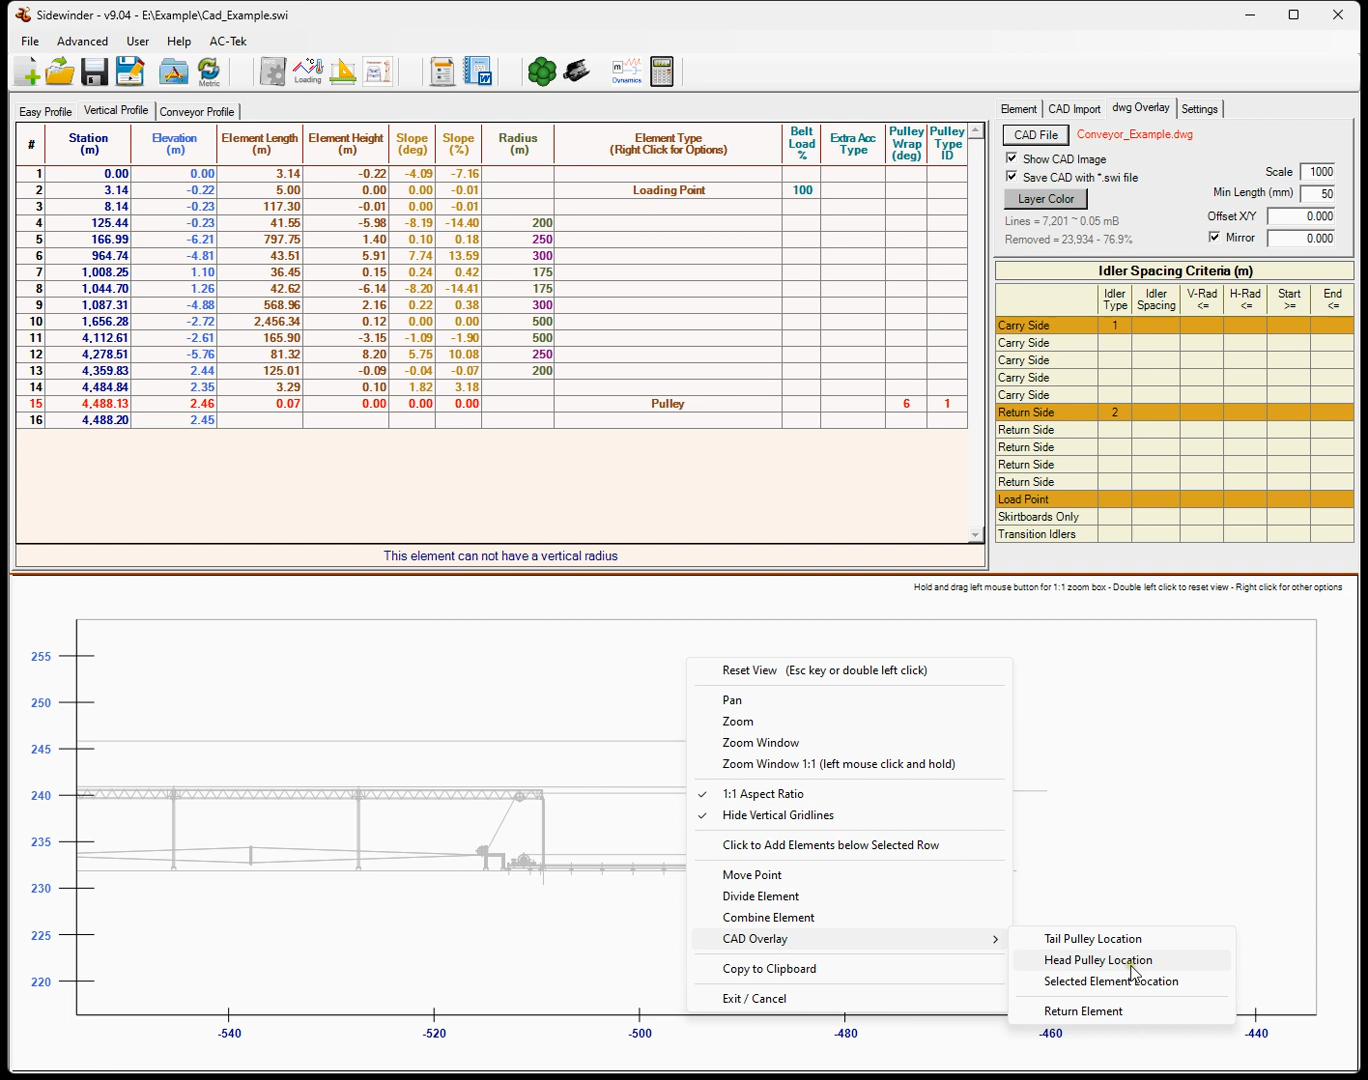 Sidewinder - v9.04 - E:\Example\Cad_Example.swi
File Advanced User Help AC-Tek
Metric Loading W Dynamics
Easy Profile Vertical Profile Conveyor Profile
# Station (m) Elevation (m) Element Length (m) Element Height (m) Slope (deg) Slope (%) Radius (m) Element Type (Right Click for Options) Belt Load % Extra Acc Type Pulley Wrap (deg) Pulley Type ID
1 0.00 0.00 3.14 -0.22 -4.09 -7.16
2 3.14 -0.22 5.00 0.00 0.00 -0.01 Loading Point 100
3 8.14 -0.23 117.30 -0.01 0.00 -0.01
4 125.44 -0.23 41.55 -5.98 -8.19 -14.40 200
5 166.99 -6.21 797.75 1.40 0.10 0.18 250
6 964.74 -4.81 43.51 5.91 7.74 13.59 300
7 1,008.25 1.10 36.45 0.15 0.24 0.42 175
8 1,044.70 1.26 42.62 -6.14 -8.20 -14.41 175
9 1,087.31 -4.88 568.96 2.16 0.22 0.38 300
10 1,656.28 -2.72 2,456.34 0.12 0.00 0.00 500
11 4,112.61 -2.61 165.90 -3.15 -1.09 -1.90 500
12 4,278.51 -5.76 81.32 8.20 5.75 10.08 250
13 4,359.83 2.44 125.01 -0.09 -0.04 -0.07 200
14 4,484.84 2.35 3.29 0.10 1.82 3.18
15 4,488.13 2.46 0.07 0.00 0.00 0.00 Pulley 6 1
16 4,488.20 2.45
This element can not have a vertical radius
Element CAD Import dwg Overlay Settings
CAD File Conveyor_Example.dwg
Show CAD Image
Scale 1000
Save CAD with *.swi file
Min Length (mm) 50
Layer Color
Offset X/Y 0.000
Lines = 7,201 ~ 0.05 mB
Removed = 23,934 - 76.9%
Mirror 0.000
Idler Spacing Criteria (m)
Idler Type Idler Spacing V-Rad <= H-Rad <= Start >= End <=
Carry Side 1
Carry Side
Carry Side
Carry Side
Carry Side
Return Side 2
Return Side
Return Side
Return Side
Return Side
Load Point
Skirtboards Only
Transition Idlers
Hold and drag left mouse button for 1:1 zoom box - Double left click to reset view - Right click for other options
255
250
245
240
235
230
225
220
-540 -520 -500 -480 -460 -440
Reset View (Esc key or double left click)
Pan
Zoom
Zoom Window
Zoom Window 1:1 (left mouse click and hold)
1:1 Aspect Ratio
Hide Vertical Gridlines
Click to Add Elements below Selected Row
Move Point
Divide Element
Combine Element
CAD Overlay
Copy to Clipboard
Exit / Cancel
Tail Pulley Location
Head Pulley Location
Selected Element Location
Return Element